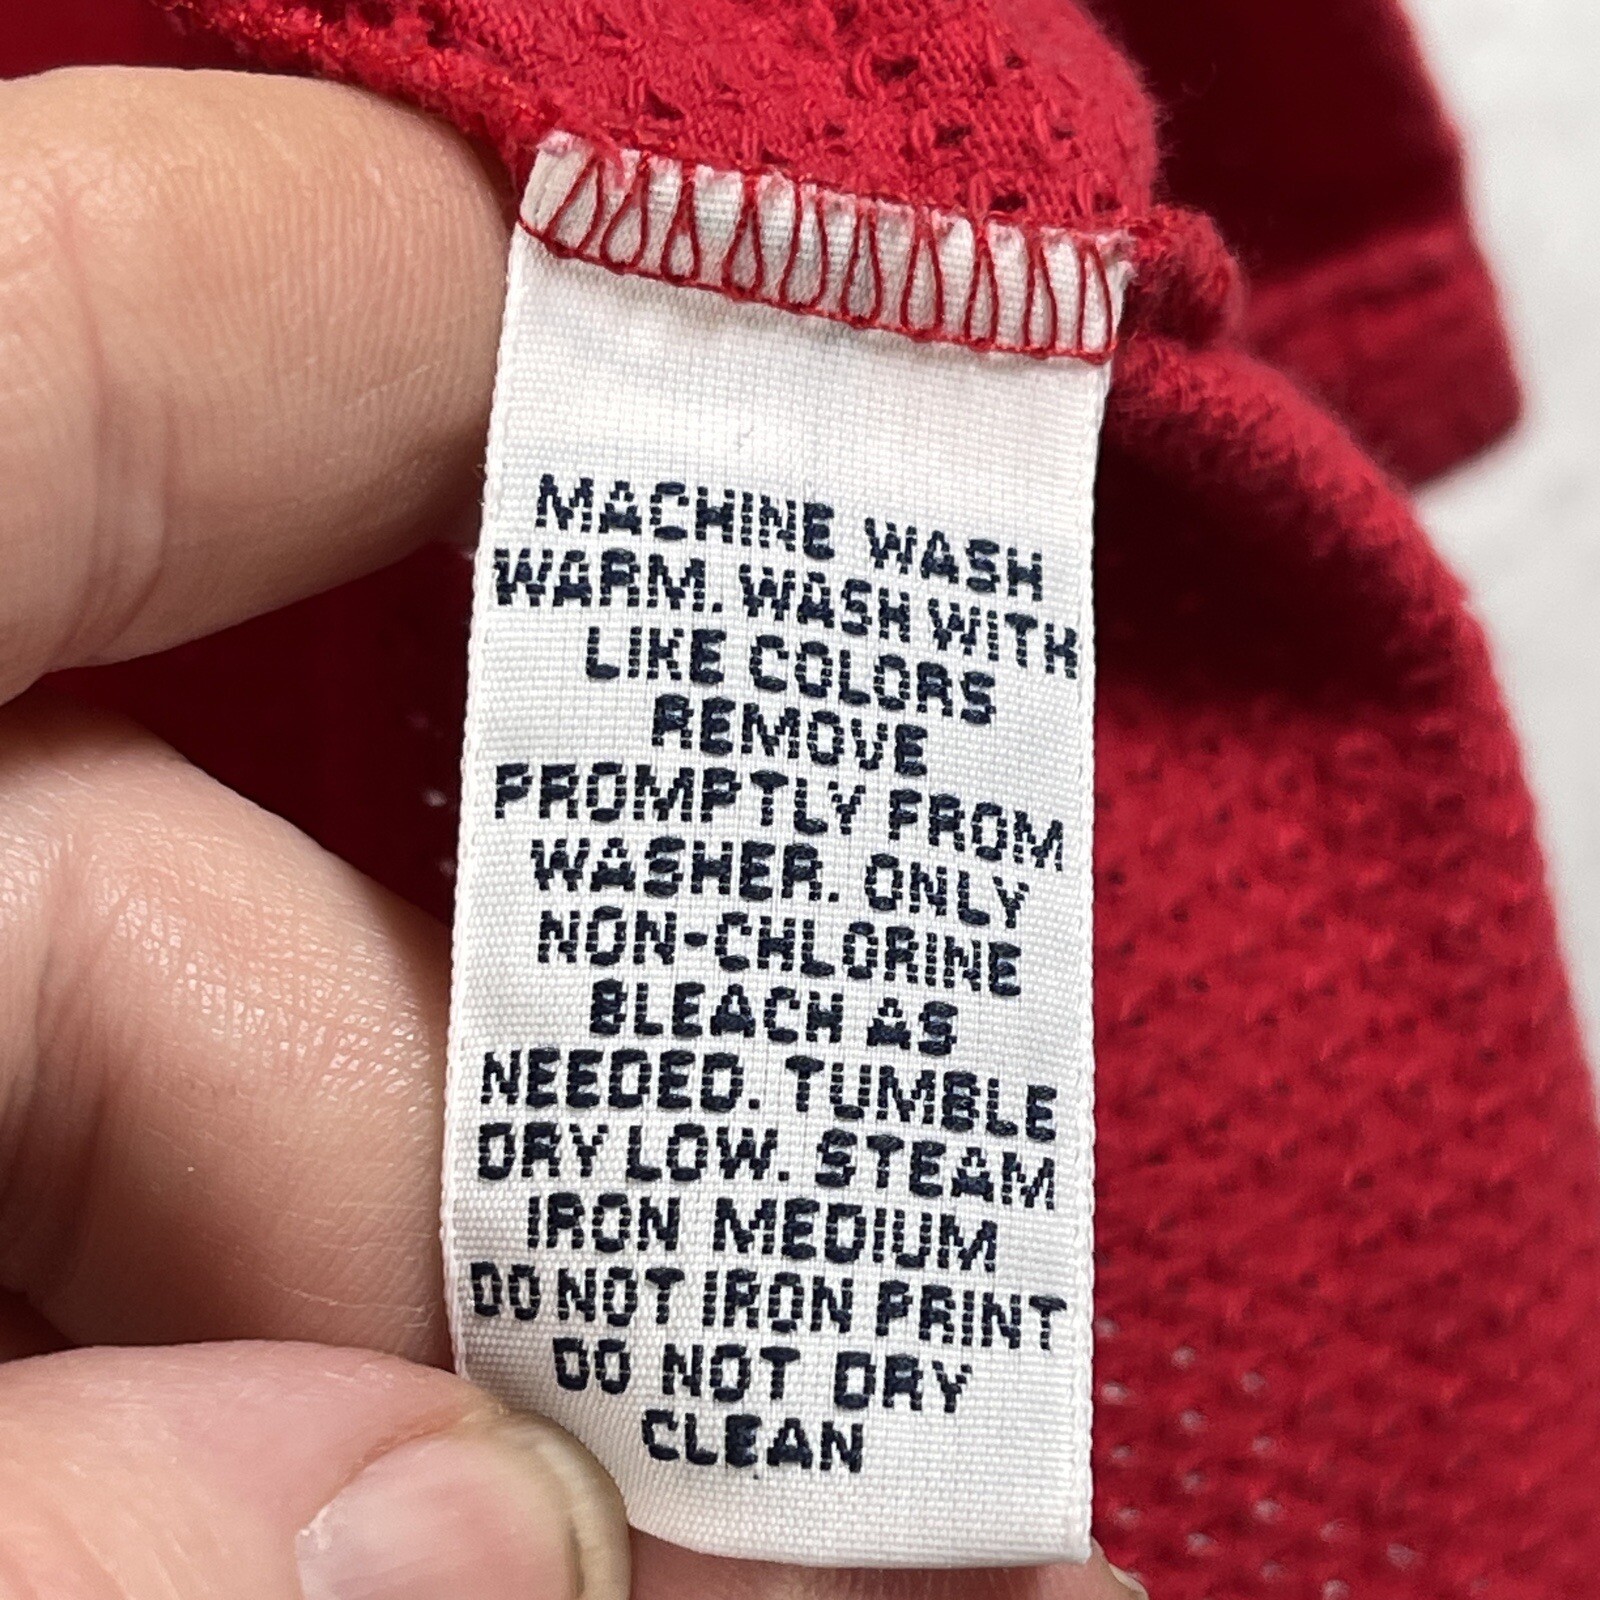 MACHINE WASH
WARM. WASH WITH
LIKE COLORS
REMOVE
PROMPTLY FROM
WASHER. ONLY
NON-CHLORINE
BLEACH AS
NEEDED. TUMBLE
DRY LOW. STEAM
IRON MEDIUM
DO NOT IRON PRINT
DO NOT DRY
CLEAN